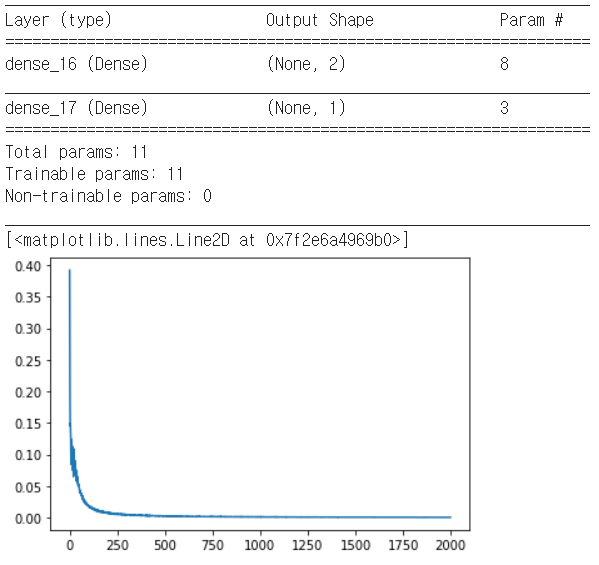 Layer (type) Output Shape Param #
=================================================================
dense_16 (Dense) (None, 2) 8
_________________________________________________________________
dense_17 (Dense) (None, 1) 3
=================================================================
Total params: 11
Trainable params: 11
Non-trainable params: 0
_________________________________________________________________
[<matplotlib.lines.Line2D at 0x7f2e6a4969b0>]
0.40
0.35
0.30
0.25
0.20
0.15
0.10
0.05
0.00
0 250 500 750 1000 1250 1500 1750 2000